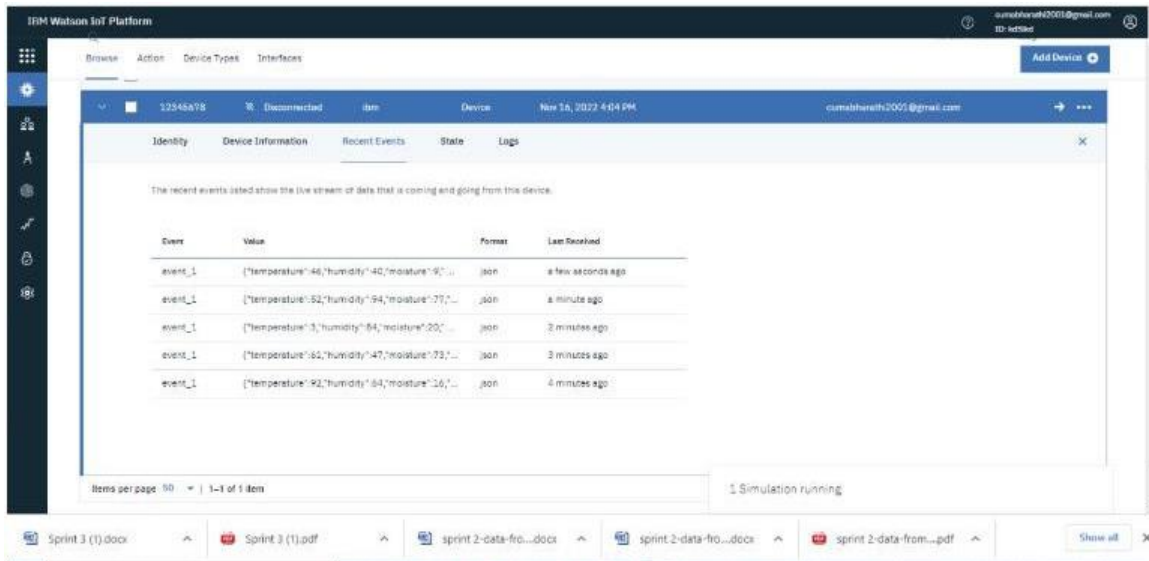 IBM Watson IoT Platform
oumabharathi2001@gmail.com
ID:
Browse Action Device Types Interfaces
Add Device
12345678 Disconnected ibm Device Nov 16, 2022 4:04 PM oumabharathi2001@gmail.com
Identity Device Information Recent Events State Logs
The recent events listed show the live stream of data that is coming and going from this device.
Event Value Format Last Received
event_1 {"temperature":46,"humidity":40,"moisture":9,"... json a few seconds ago
event_1 {"temperature":52,"humidity":94,"moisture":77,"... json a minute ago
event_1 {"temperature":3,"humidity":84,"moisture":20,"... json 2 minutes ago
event_1 {"temperature":61,"humidity":47,"moisture":73,"... json 3 minutes ago
event_1 {"temperature":92,"humidity":64,"moisture":16,"... json 4 minutes ago
Items per page 50 | 1–1 of 1 item
1 Simulation running
Sprint 3 (1).docx Sprint 3 (1).pdf sprint 2-data-fro....docx sprint 2-data-fro....docx sprint 2-data-from....pdf Show all